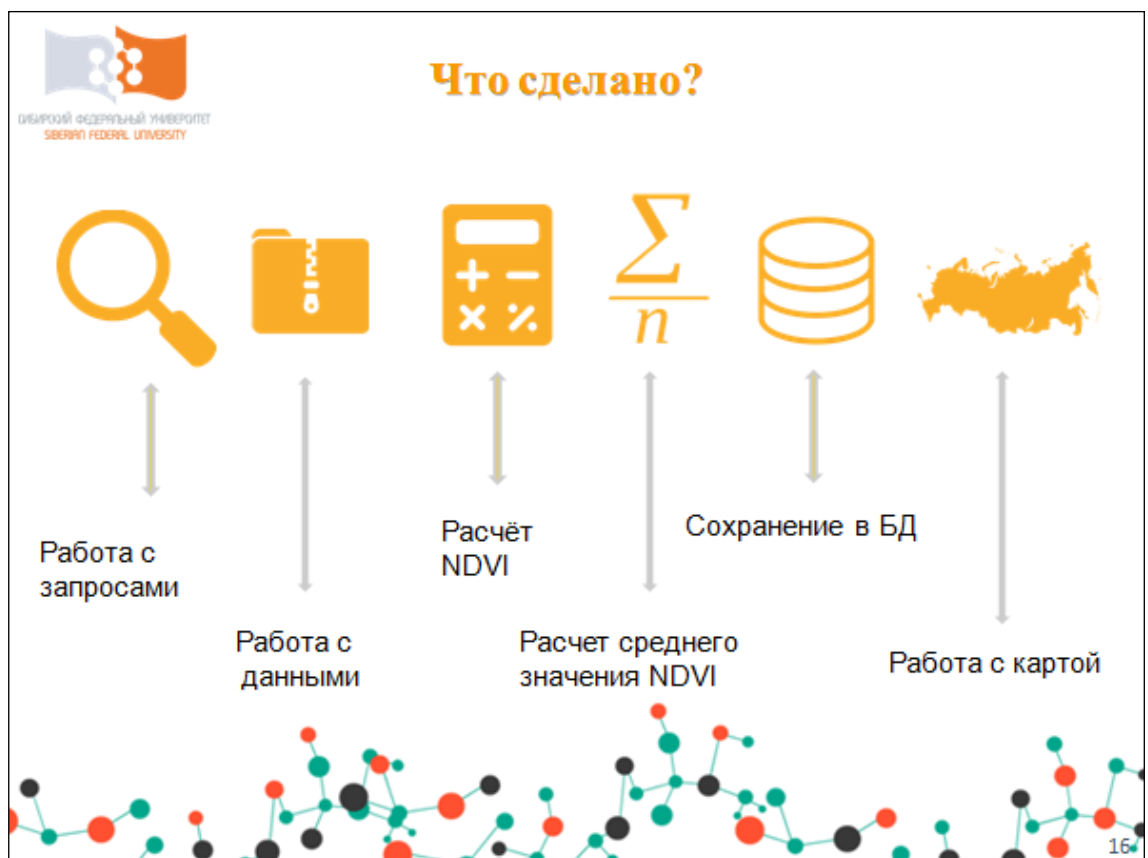 Что сделано?
СИБИРСКИЙ ФЕДЕРАЛЬНЫЙ УНИВЕРСИТЕТ
SIBERIAN FEDERAL UNIVERSITY
∑
n
Работа с
запросами
Работа с
данными
Расчёт
NDVI
Расчет среднего
значения NDVI
Сохранение в БД
Работа с картой
16